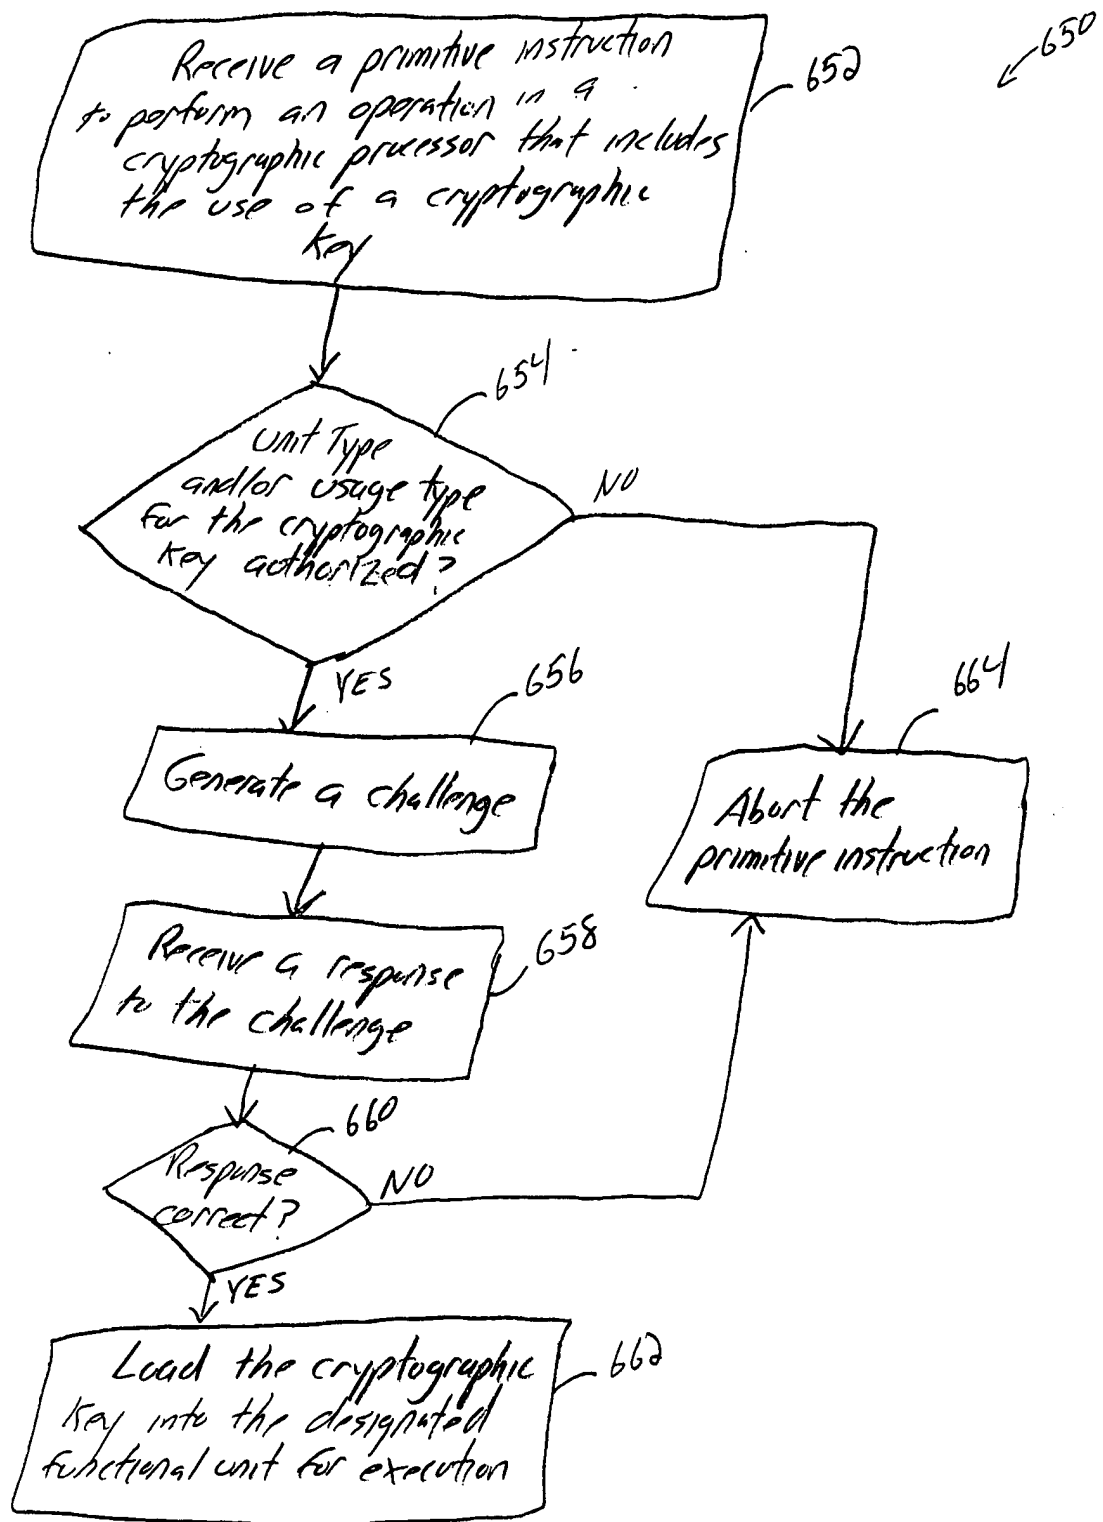 650
Receive a primitive instruction
to perform an operation in a
cryptographic processor that includes
the use of a cryptographic
key
652
654
Unit Type
and/or usage type
for the cryptographic
key authorized?
NO
YES
656
Generate a challenge
664
Abort the
primitive instruction
658
Receive a response
to the challenge
660
Response
correct?
NO
YES
Load the cryptographic
key into the designated
functional unit for execution
662